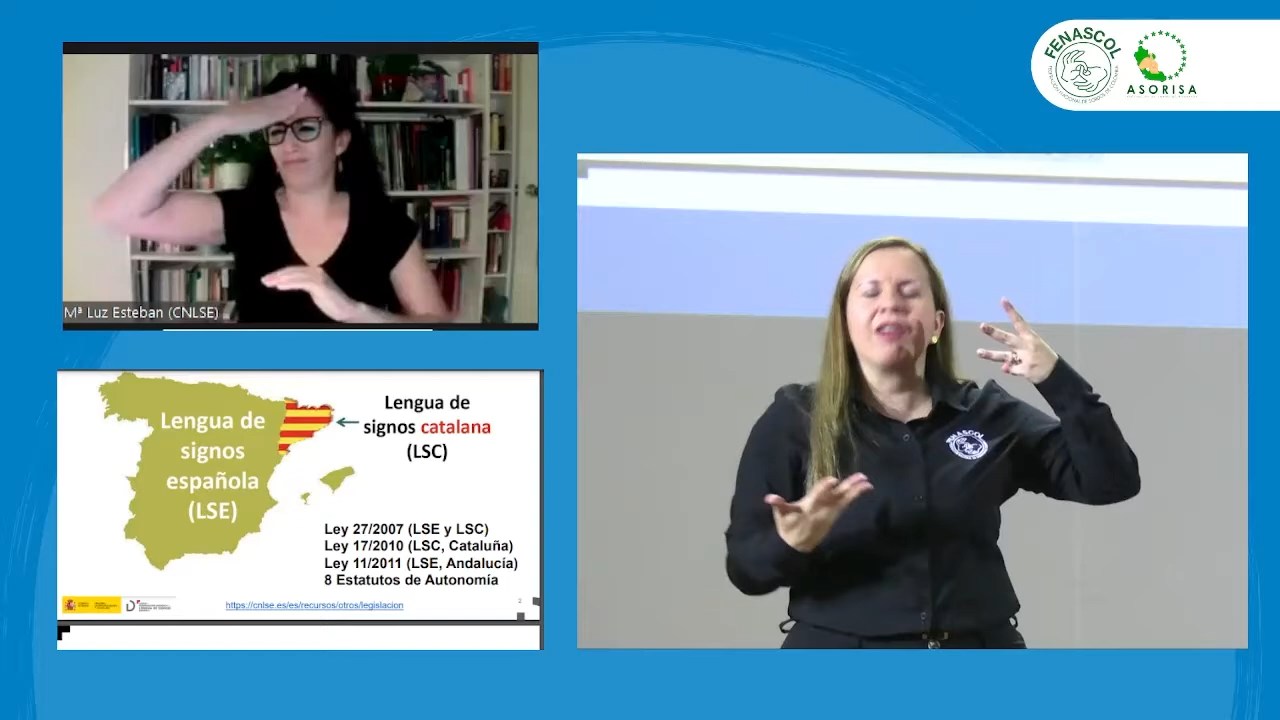 FENASCOL
ASORISA
Mª Luz Esteban (CNLSE)
FENASCOL
Lengua de
signos
española
(LSE)
Lengua de
signos catalana
(LSC)
Ley 27/2007 (LSE y LSC)
Ley 17/2010 (LSC, Cataluña)
Ley 11/2011 (LSE, Andalucía)
8 Estatutos de Autonomía
https://cnlse.es/es/recursos/otros/legislacion
2